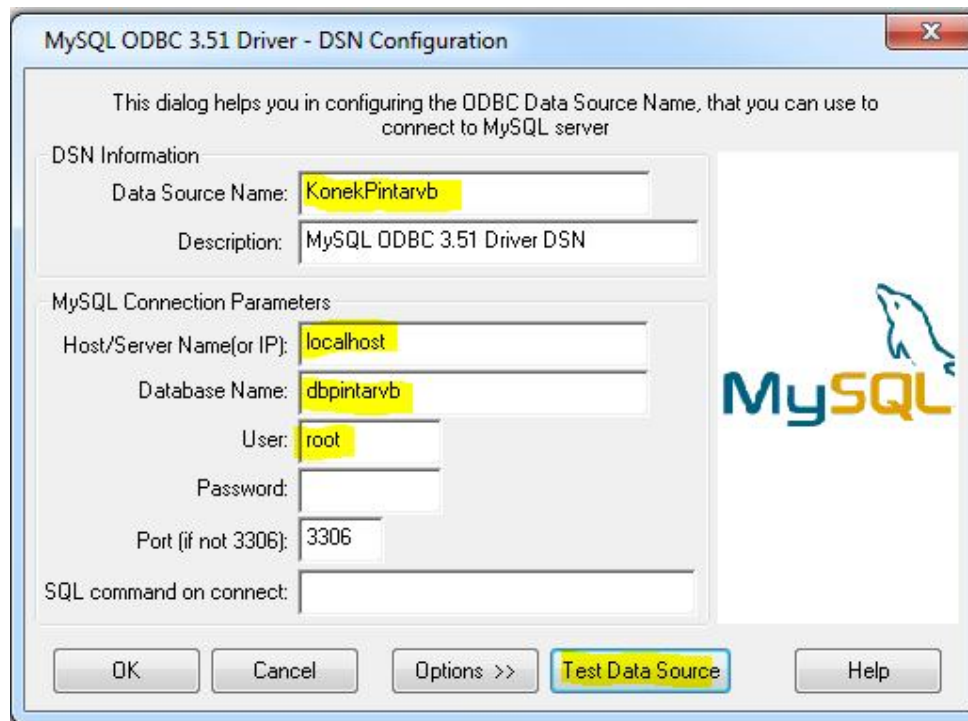 MySQL ODBC 3.51 Driver - DSN Configuration
This dialog helps you in configuring the ODBC Data Source Name, that you can use to
connect to MySQL server
DSN Information
Data Source Name: KonekPintarvb
Description: MySQL ODBC 3.51 Driver DSN
MySQL Connection Parameters
Host/Server Name(or IP): localhost
Database Name: dbpintarvb
User: root
Password:
Port (if not 3306): 3306
SQL command on connect:
MySQL
OK Cancel Options >> Test Data Source Help